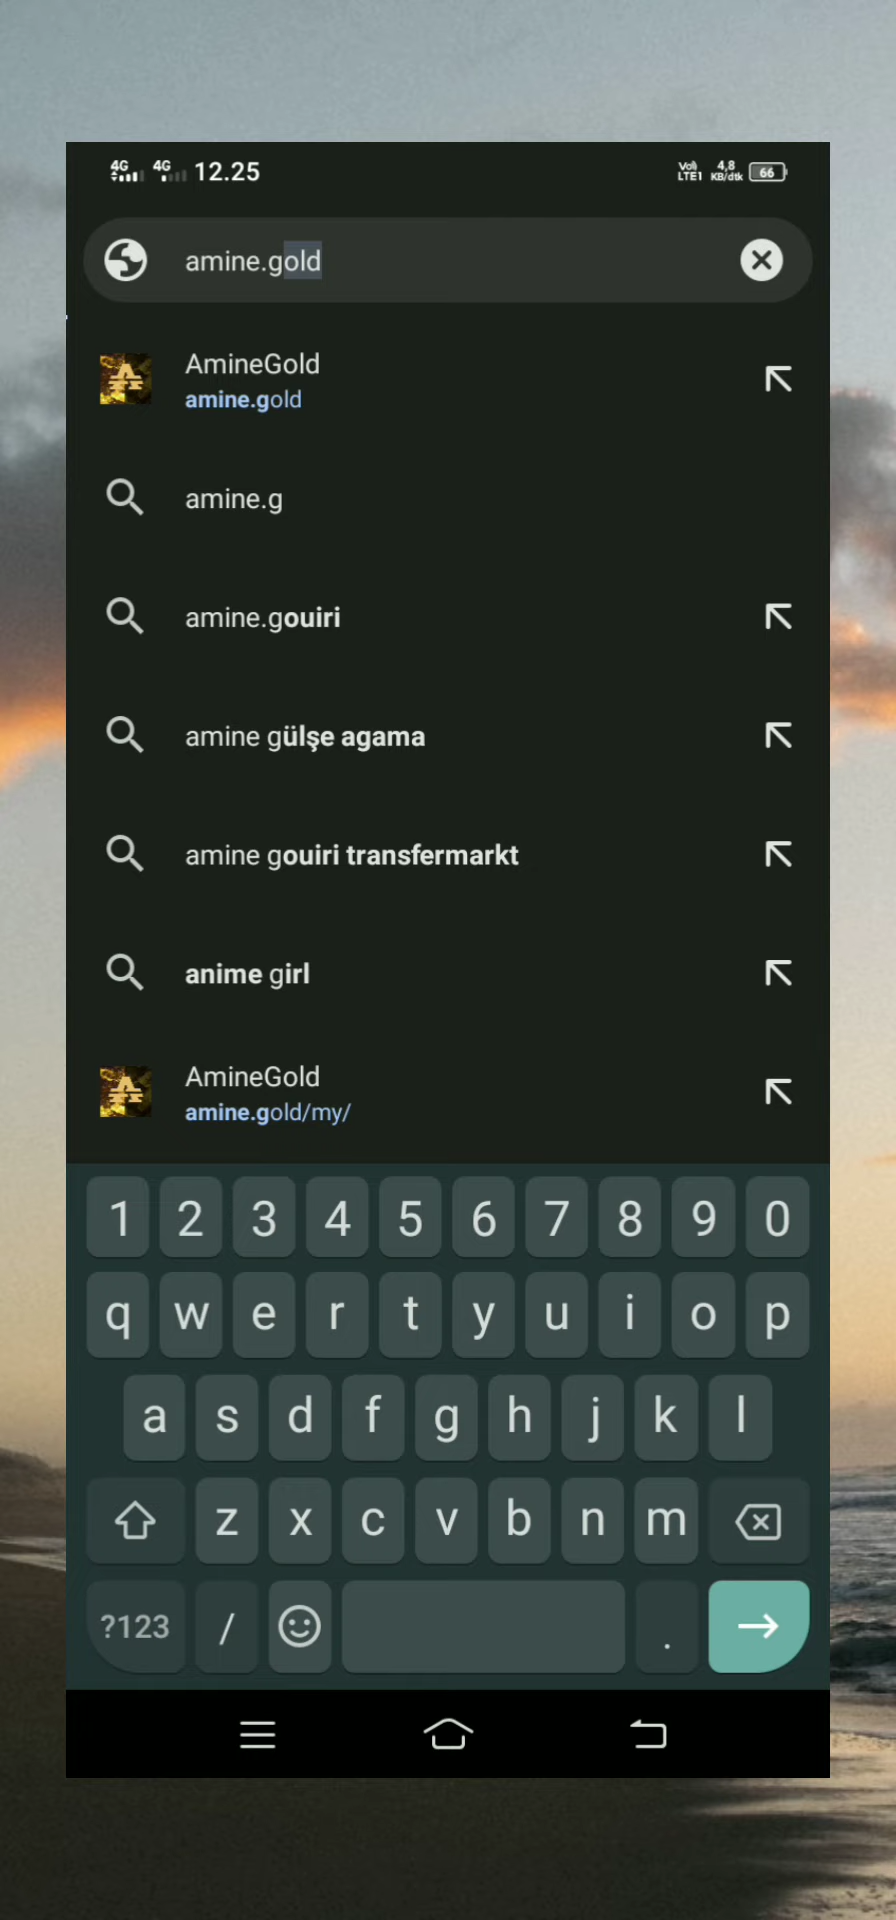 4G 4G 12.25 Vo) LTE1 4,8 KB/dtk 66
amine.gold
AmineGold
amine.gold
amine.g
amine.gouiri
amine gülşe agama
amine gouiri transfermarkt
anime girl
AmineGold
amine.gold/my/
1 2 3 4 5 6 7 8 9 0
q w e r t y u i o p
a s d f g h j k l
z x c v b n m
?123 / .